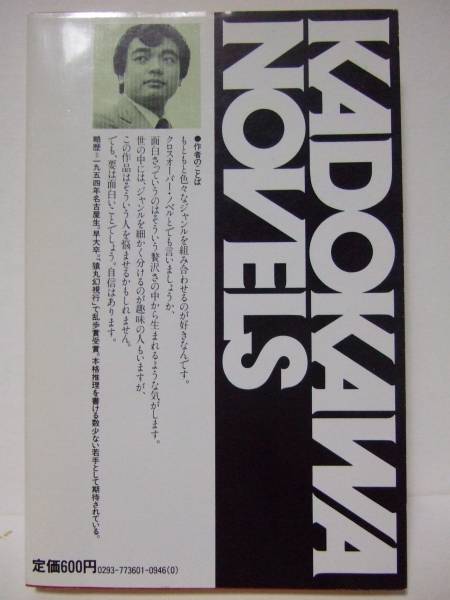 KADOKAWA
NOVELS
●作者のことば
もともと色々なジャンルを組み合わせるのが好きなんです。
クロスオーバー・ノベルとでも言いましょうか、
面白さっていうのはそういう贅沢さの中から生まれるような気がします。
世の中には、ジャンルを細かく分けるのが趣味の人もいますが、
この作品はそういう人を悩ませるかもしれません。
でも、要は面白いことでしょう。自信はあります。
略歴=一九五四年名古屋生。早大卒。「猿丸幻視行」で乱歩賞受賞。本格推理を書ける数少ない若手として期待されている。
定価600円
0293-773601-0946(0)